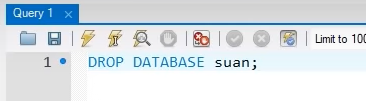 Query 1
Limit to 100
1 DROP DATABASE suan;